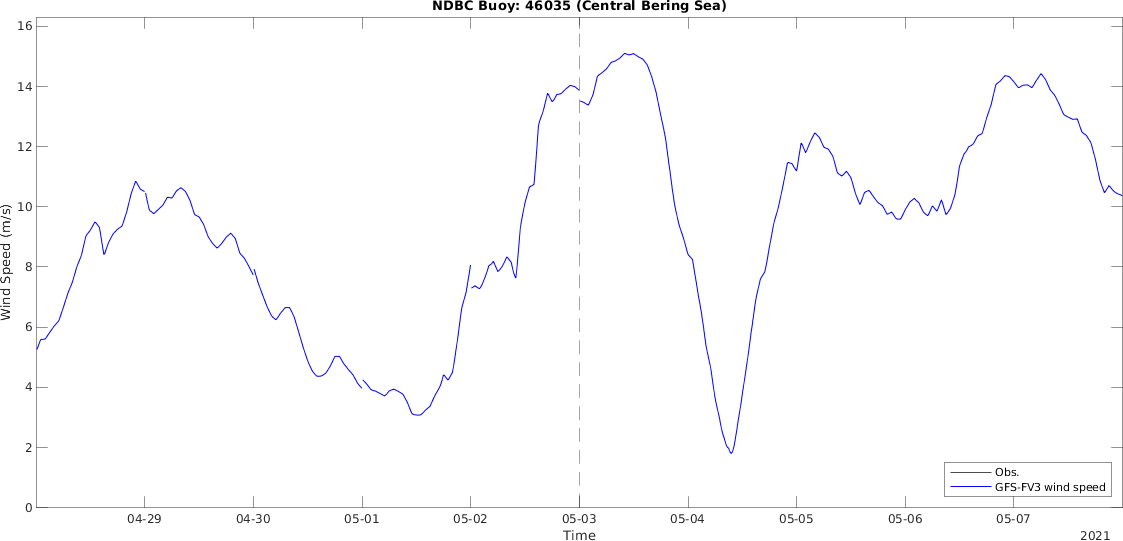 NDBC Buoy: 46035 (Central Bering Sea)
16
14
12
10
8
6
4
2
0
Wind Speed (m/s)
04-29 04-30 05-01 05-02 05-03 05-04 05-05 05-06 05-07
Time
2021
Obs.
GFS-FV3 wind speed